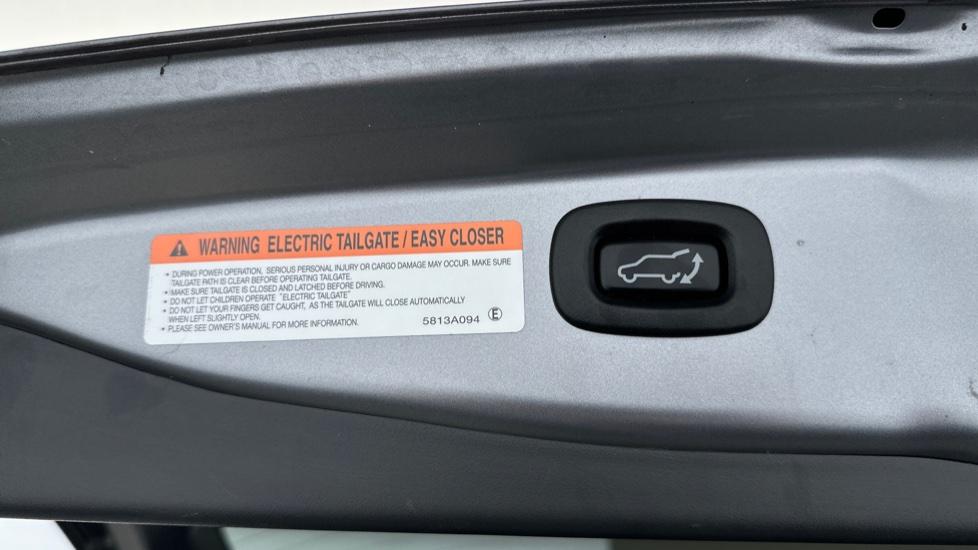 WARNING ELECTRIC TAILGATE / EASY CLOSER
• DURING POWER OPERATION, SERIOUS PERSONAL INJURY OR CARGO DAMAGE MAY OCCUR. MAKE SURE
TAILGATE PATH IS CLEAR BEFORE OPERATING TAILGATE.
• MAKE SURE TAILGATE IS CLOSED AND LATCHED BEFORE DRIVING.
• DO NOT LET CHILDREN OPERATE "ELECTRIC TAILGATE"
• DO NOT LET YOUR FINGERS GET CAUGHT, AS THE TAILGATE WILL CLOSE AUTOMATICALLY
WHEN LEFT SLIGHTLY OPEN.
• PLEASE SEE OWNER'S MANUAL FOR MORE INFORMATION.
5813A094 Ⓔ